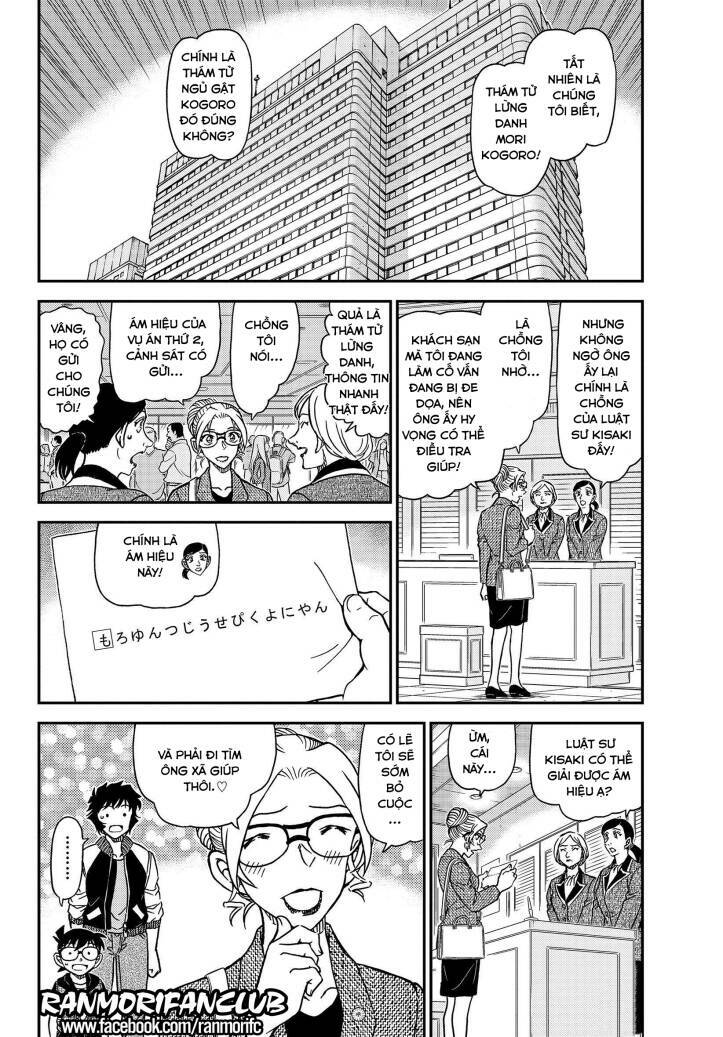 TẤT
NHIÊN LÀ
CHÚNG
TÔI BIẾT,
THÁM TỬ
LỪNG
DANH
MORI
KOGORO!
CHÍNH LÀ
THÁM TỬ
NGỦ GẬT
KOGORO
ĐÓ ĐÚNG
KHÔNG?
NHƯNG
KHÔNG
NGỜ ÔNG
ẤY LẠI
CHÍNH LÀ
CHỒNG
CỦA LUẬT
SƯ KISAKI
ĐẤY!
LÀ
CHỒNG
TÔI
NHỜ...
KHÁCH SẠN
MÀ TÔI ĐANG
LÀM CỐ VẤN
ĐANG BỊ ĐE
DỌA, NÊN
ÔNG ẤY HY
VỌNG CÓ THỂ
ĐIỀU TRA
GIÚP!
QUẢ LÀ
THÁM TỬ
LỪNG
DANH,
THÔNG TIN
NHANH
THẬT ĐẤY!
CHỒNG
TÔI
NÓI...
ÁM HIỆU CỦA
VỤ ÁN THỨ 2,
CẢNH SÁT CÓ
GỬI...
VÂNG,
HỌ CÓ
GỬI
CHO
CHÚNG
TÔI!
CHÍNH LÀ
ÁM HIỆU
NÀY!
もろゆんつじうせぴくよにやん
LUẬT SƯ
KISAKI CÓ THỂ
GIẢI ĐƯỢC ÁM
HIỆU Ạ?
ỪM,
CÁI
NÀY...
CÓ LẼ
TÔI SẼ
SỚM
BỎ
CUỘC
...
VÀ PHẢI ĐI TÌM
ÔNG XÃ GIÚP
THÔI.♡
........
RANMORIFANCLUB
www.facebook.com/ranmorifc